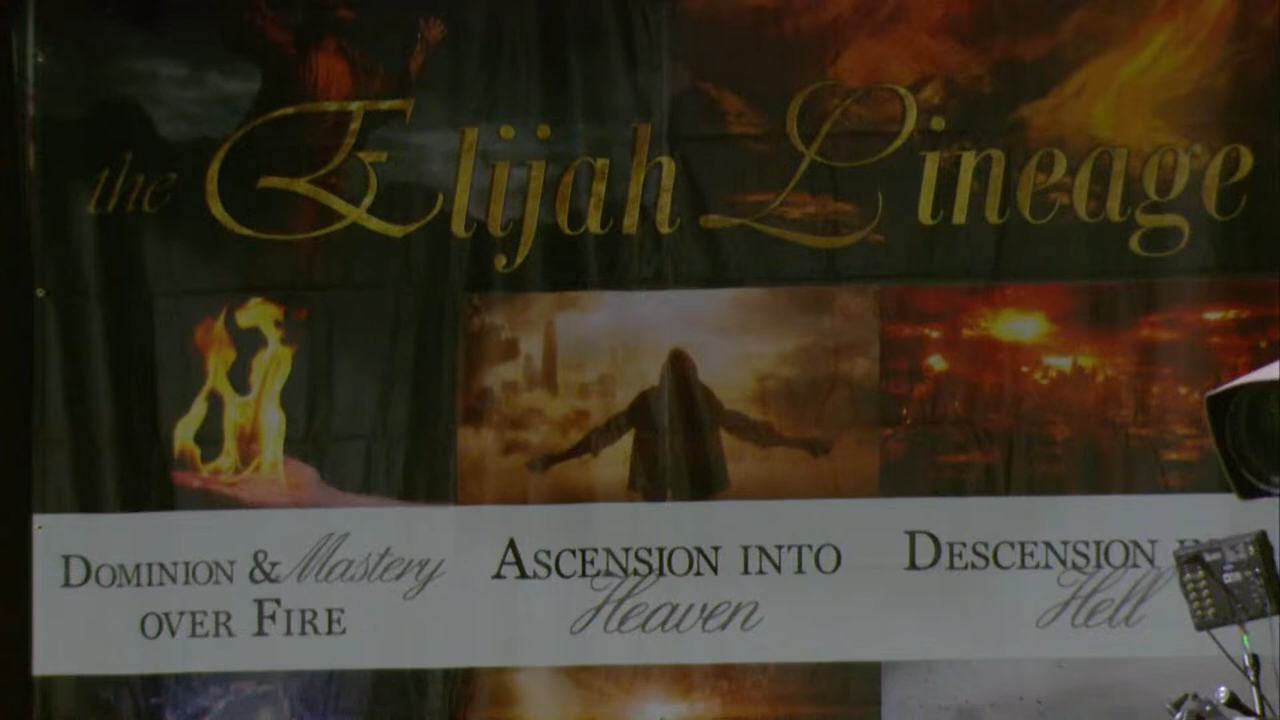 the Elijah Lineage
DOMINION & Mastery
OVER FIRE
ASCENSION INTO
Heaven
DESCENSION
Hell